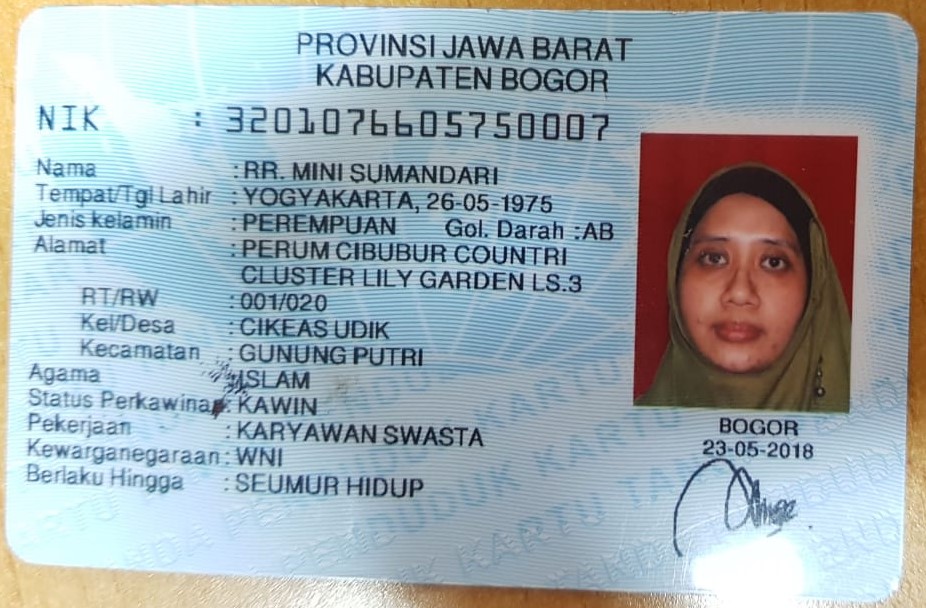 PROVINSI JAWA BARAT
KABUPATEN BOGOR
NIK : 3201076605750007
Nama : RR. MINI SUMANDARI
Tempat/Tgl Lahir : YOGYAKARTA, 26-05-1975
Jenis kelamin : PEREMPUAN Gol. Darah : AB
Alamat : PERUM CIBUBUR COUNTRI
CLUSTER LILY GARDEN LS.3
RT/RW : 001/020
Kel/Desa : CIKEAS UDIK
Kecamatan : GUNUNG PUTRI
Agama : ISLAM
Status Perkawinan : KAWIN
Pekerjaan : KARYAWAN SWASTA
Kewarganegaraan : WNI
Berlaku Hingga : SEUMUR HIDUP
BOGOR
23-05-2018